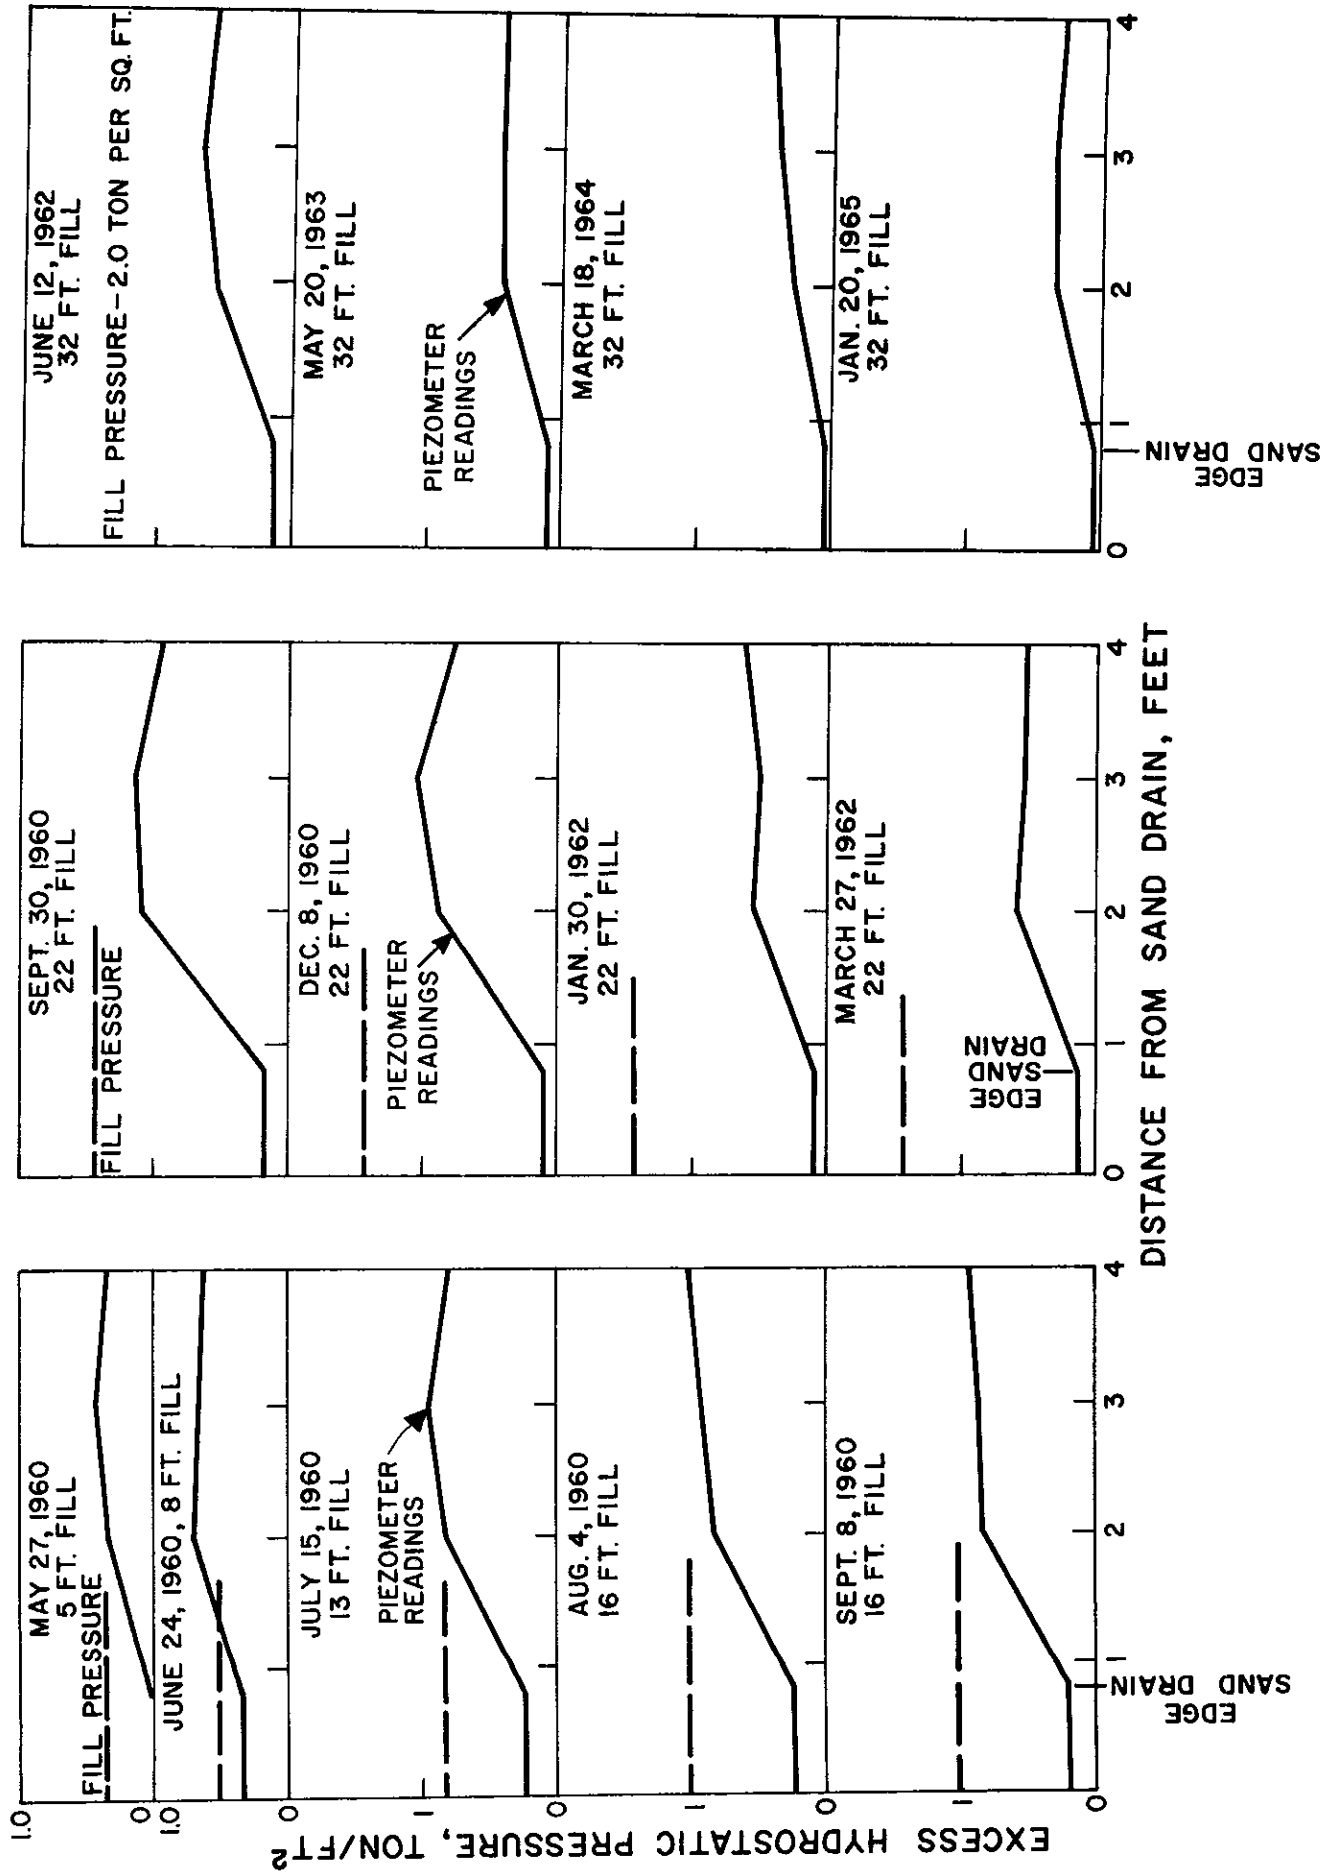 EXCESS HYDROSTATIC PRESSURE, TON/FT²
MAY 27, 1960
5 FT. FILL
FILL PRESSURE
1.0
0
JUNE 24, 1960, 8 FT. FILL
1.0
0
JULY 15, 1960
13 FT. FILL
PIEZOMETER
READINGS
1
0
AUG. 4, 1960
16 FT. FILL
1
0
SEPT. 8, 1960
16 FT. FILL
1
0
1
2
3
4
EDGE
SAND DRAIN
SEPT. 30, 1960
22 FT. FILL
FILL PRESSURE
DEC. 8, 1960
22 FT. FILL
PIEZOMETER
READINGS
JAN. 30, 1962
22 FT. FILL
MARCH 27, 1962
22 FT. FILL
EDGE
SAND
DRAIN
0
1
2
3
4
JUNE 12, 1962
32 FT. FILL
FILL PRESSURE-2.0 TON PER SQ. FT.
MAY 20, 1963
32 FT. FILL
PIEZOMETER
READINGS
MARCH 18, 1964
32 FT. FILL
JAN. 20, 1965
32 FT. FILL
0
1
2
3
4
EDGE
SAND DRAIN
DISTANCE FROM SAND DRAIN, FEET